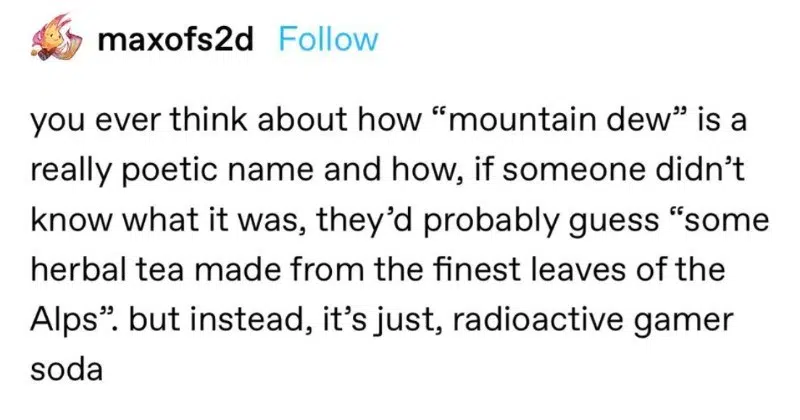 maxofs2d Follow
you ever think about how “mountain dew” is a
really poetic name and how, if someone didn’t
know what it was, they’d probably guess “some
herbal tea made from the finest leaves of the
Alps”. but instead, it’s just, radioactive gamer
soda